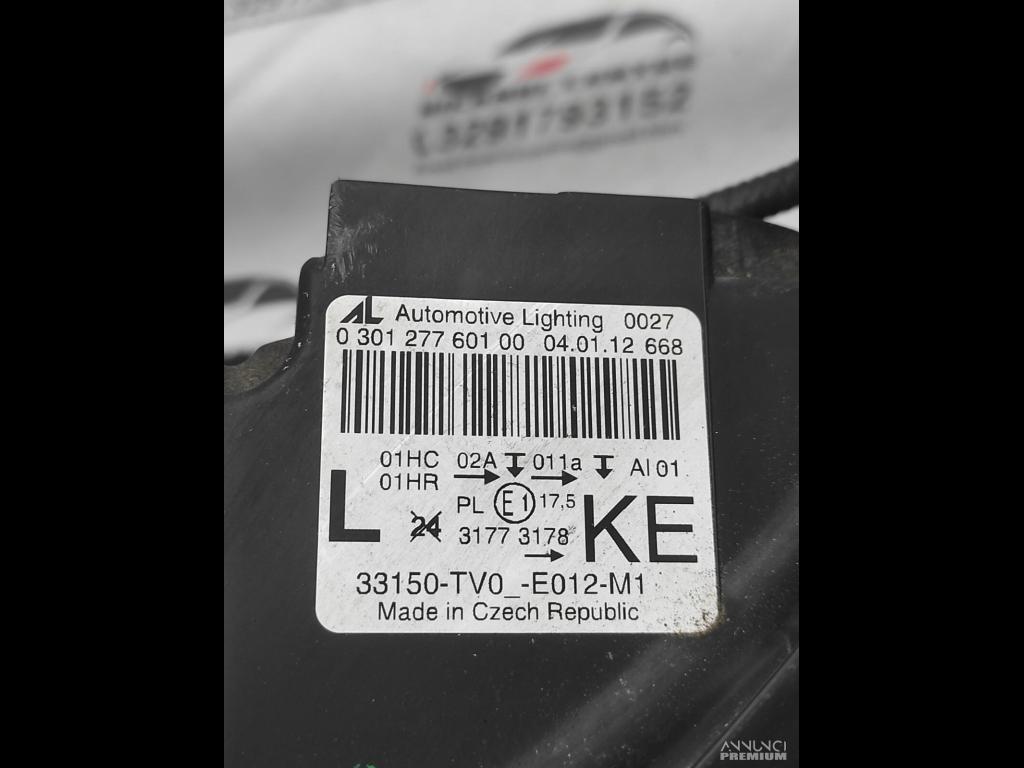 L3291793152
AL Automotive Lighting 0027
0 301 277 601 00 04.01.12 668
01HC 02A 011a AI 01
01HR
L PL E1 17,5 KE
24 3177 3178
33150-TV0_-E012-M1
Made in Czech Republic
ANNUNCI
PREMIUM